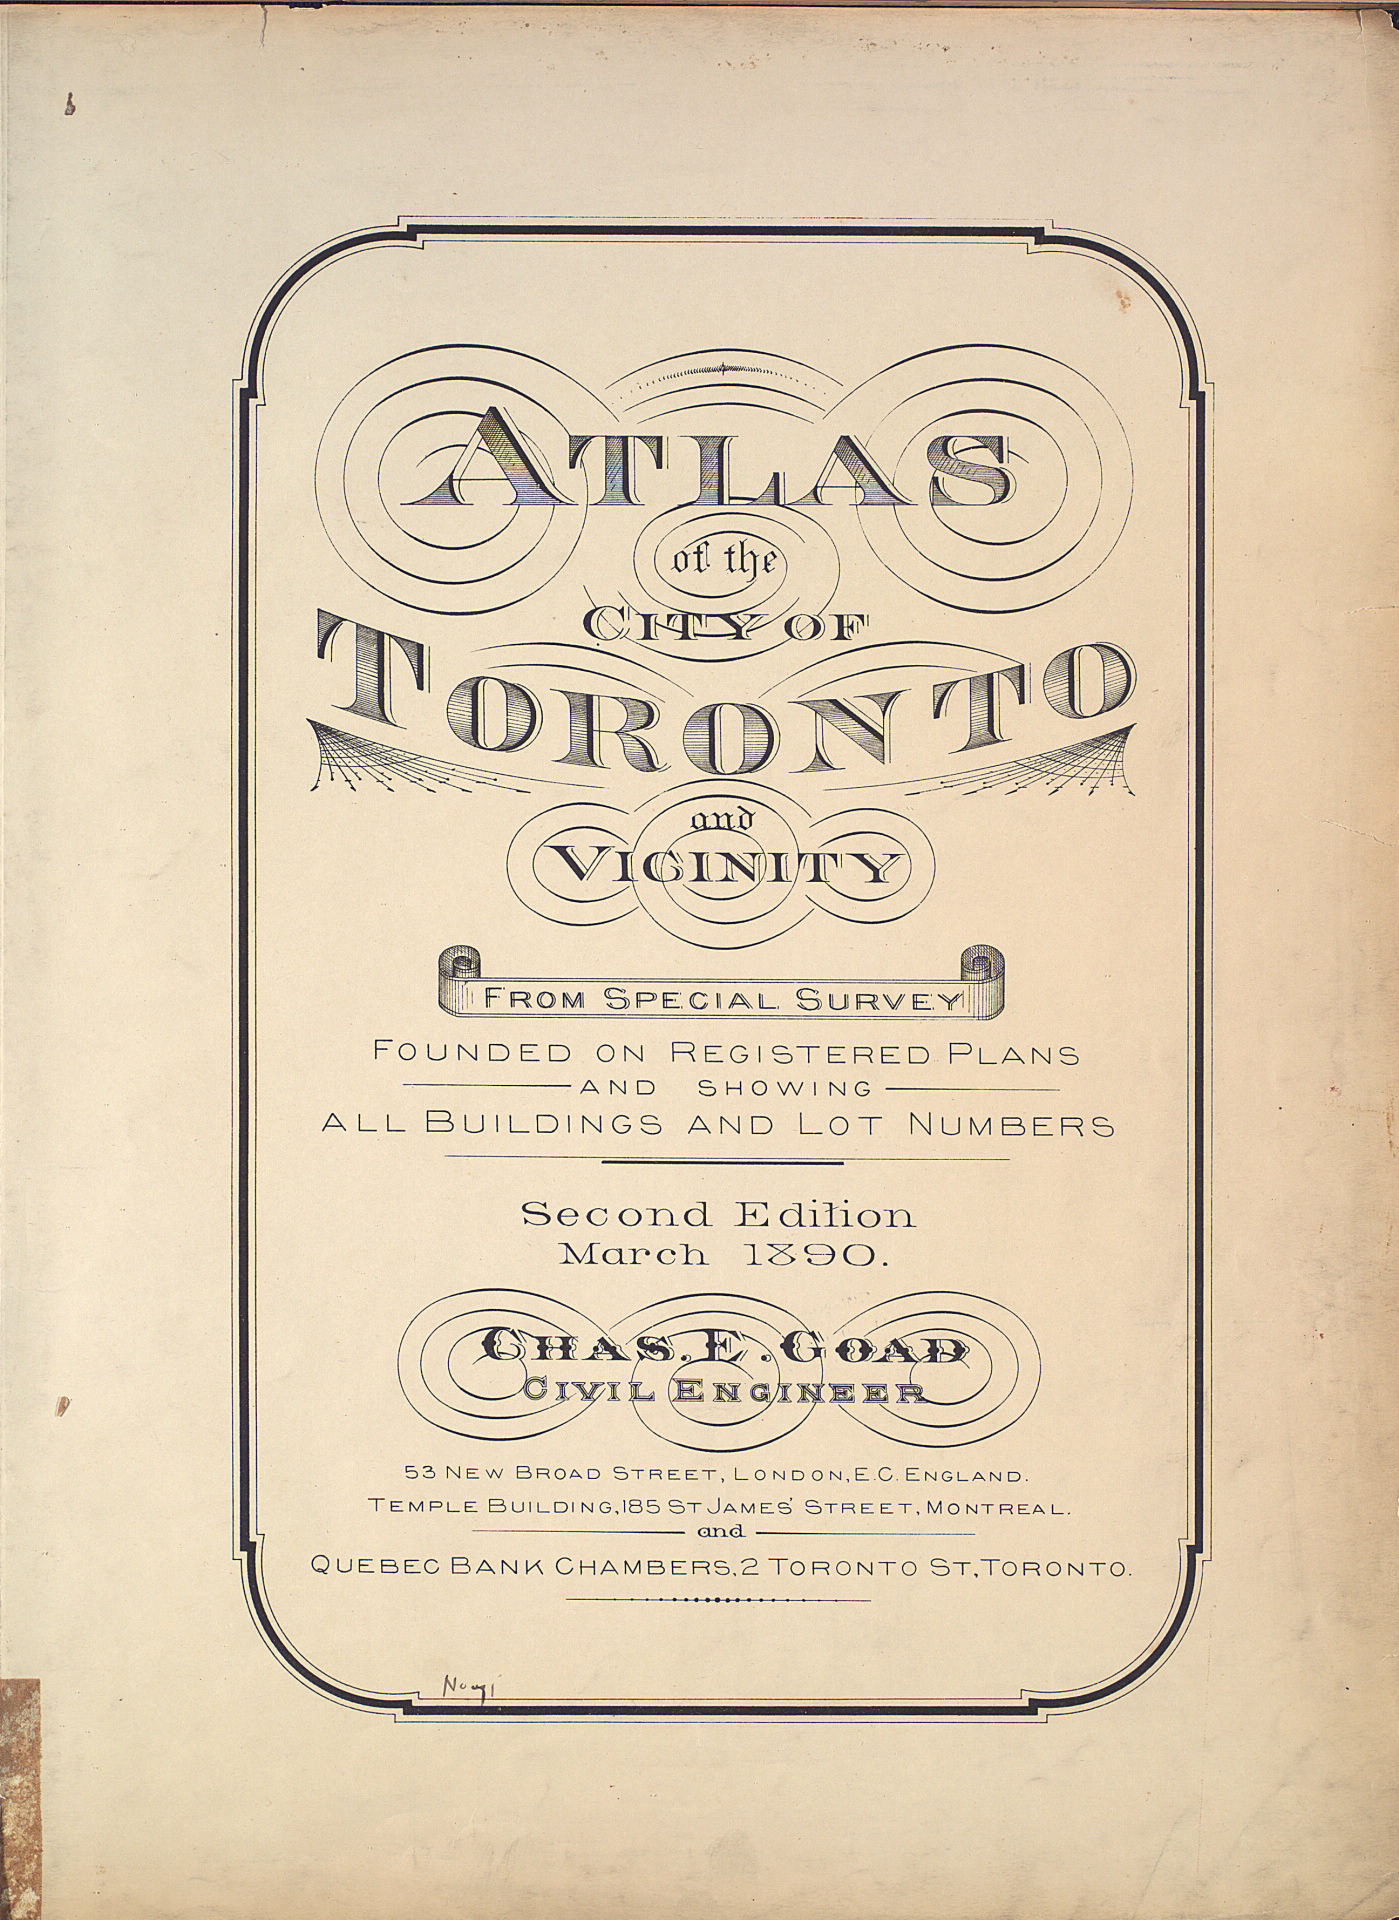 ATLAS
of the
CITY OF
TORONTO
and
VICINITY
FROM SPECIAL SURVEY
FOUNDED ON REGISTERED PLANS
AND SHOWING
ALL BUILDINGS AND LOT NUMBERS
Second Edition
March 1890.
CHAS. E. GOAD
CIVIL ENGINEER
53 NEW BROAD STREET, LONDON, E.C. ENGLAND.
TEMPLE BUILDING, 185 ST JAMES' STREET, MONTREAL.
and
QUEBEC BANK CHAMBERS, 2 TORONTO ST, TORONTO.